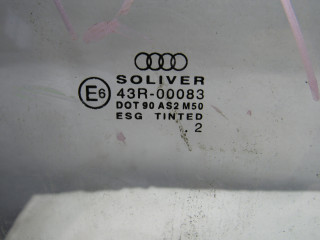 SOLIVER
E6 43R-00083
DOT 90 AS2 M50
ESG TINTED
2